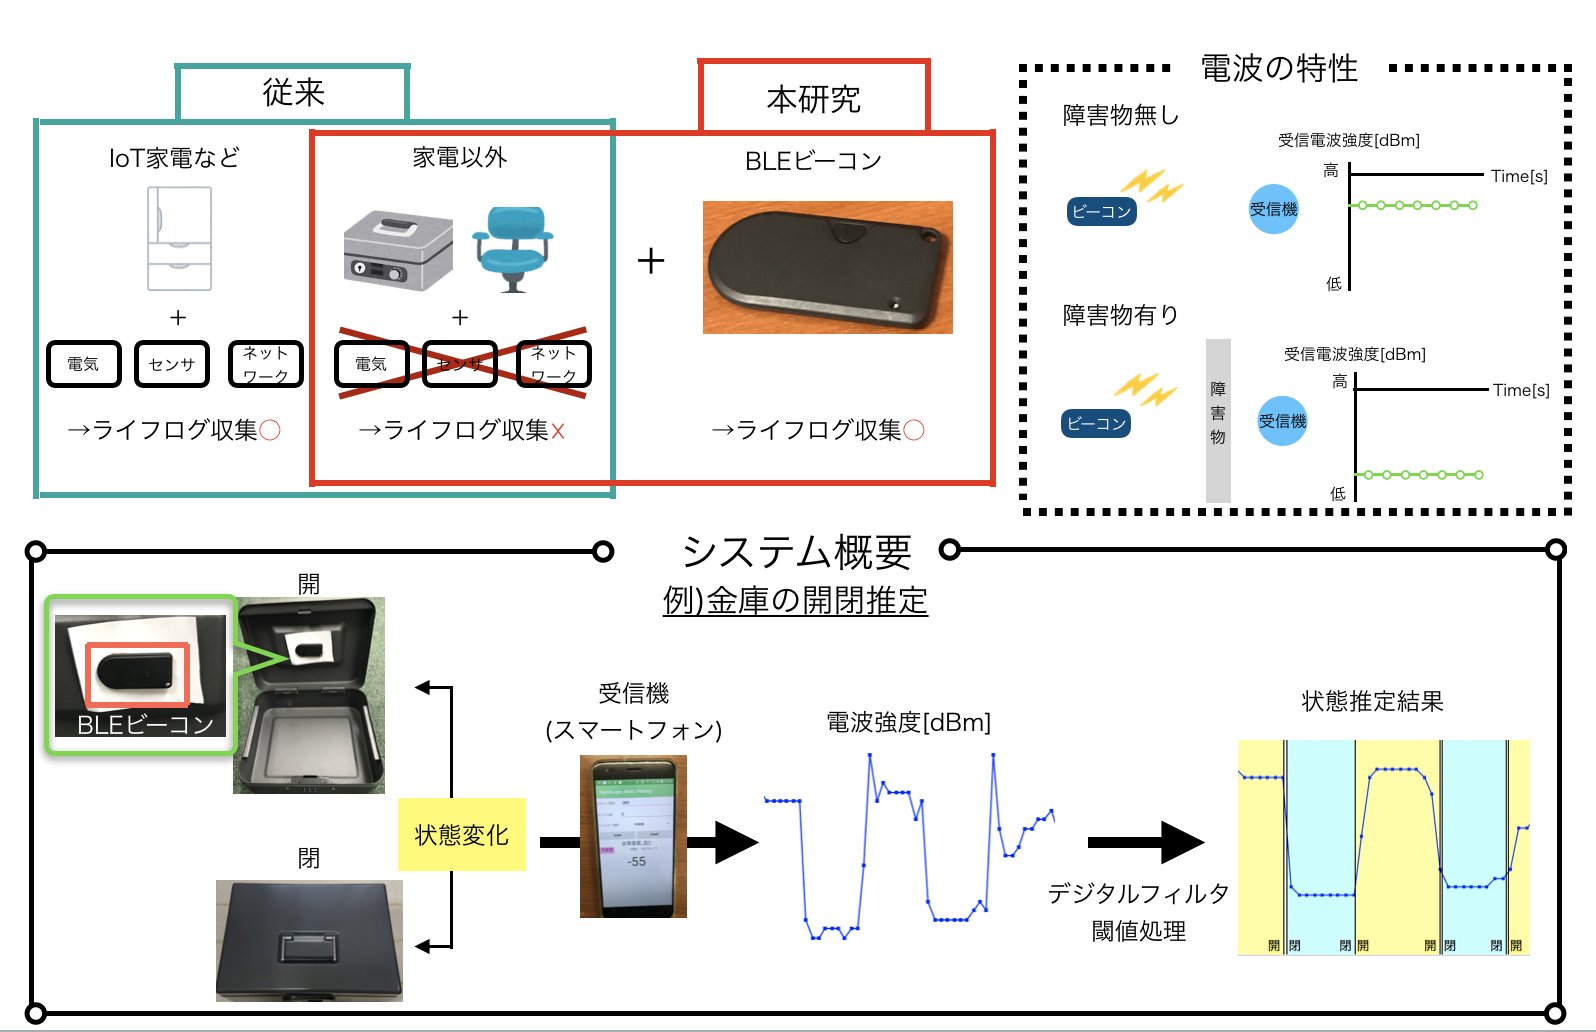 従来
IoT家電など
+
電気
センサ
ネット
ワーク
→ライフログ収集○
本研究
家電以外
+
電気
センサ
ネット
ワーク
→ライフログ収集x
+
BLEビーコン
→ライフログ収集○
電波の特性
障害物無し
ビーコン
受信機
受信電波強度[dBm]
高
Time[s]
低
障害物有り
ビーコン
障
害
物
受信機
受信電波強度[dBm]
高
Time[s]
低
システム概要
例)金庫の開閉推定
開
BLEビーコン
閉
状態変化
受信機
(スマートフォン)
-55
電波強度[dBm]
デジタルフィルタ
閾値処理
状態推定結果
開 閉 閉 開 開 閉 閉 開